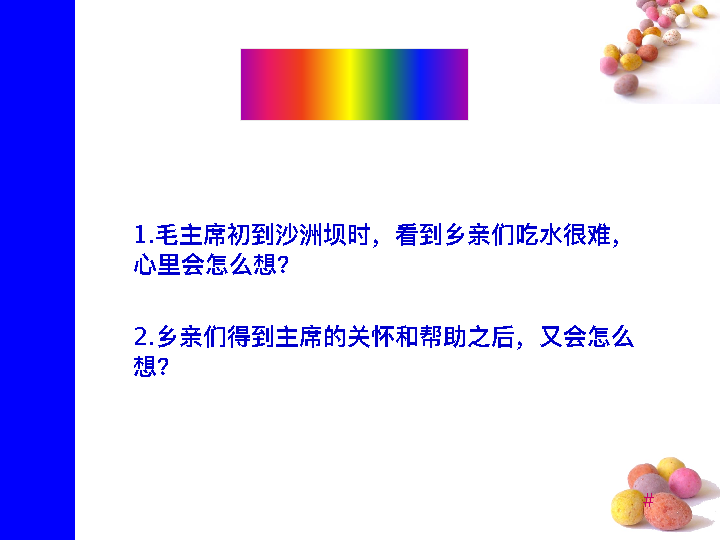 1.毛主席初到沙洲坝时，看到乡亲们吃水很难，
心里会怎么想？
2.乡亲们得到主席的关怀和帮助之后，又会怎么
想？
#